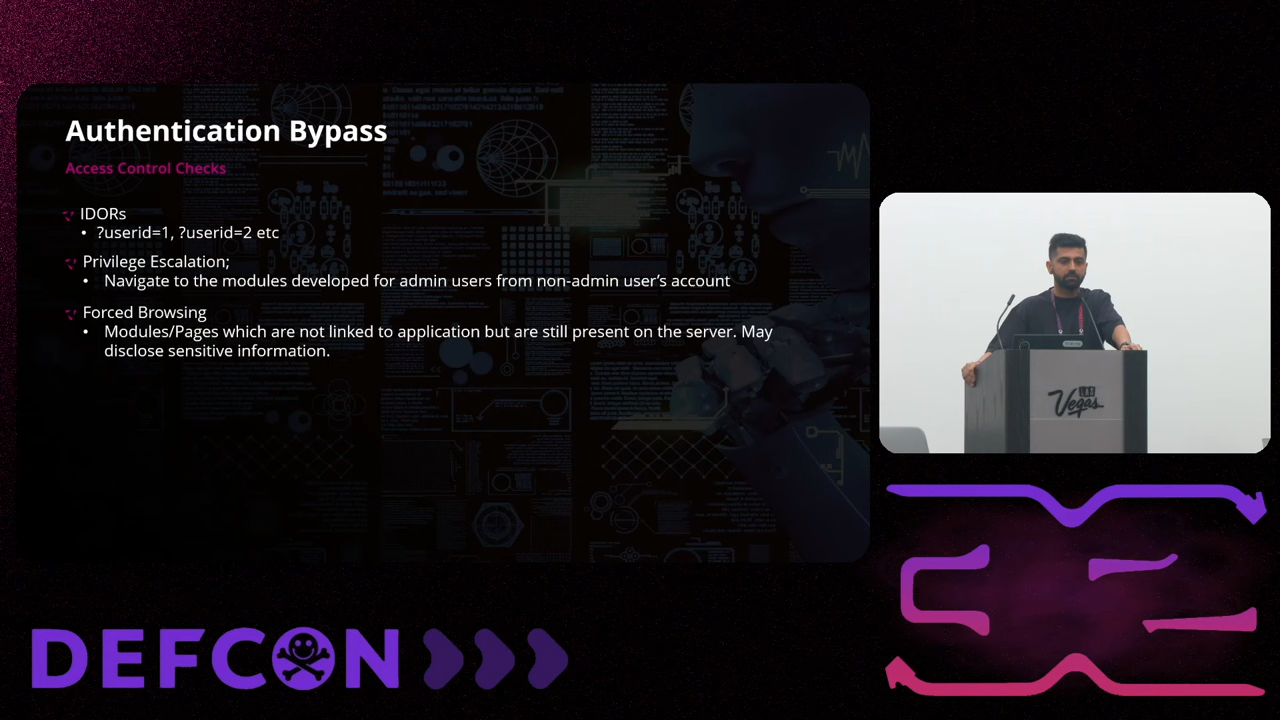 Authentication Bypass
Access Control Checks
IDORs
• ?userid=1, ?userid=2 etc
Privilege Escalation;
• Navigate to the modules developed for admin users from non-admin user’s account
Forced Browsing
• Modules/Pages which are not linked to application but are still present on the server. May
disclose sensitive information.
LAS
Vegas
DEFCON